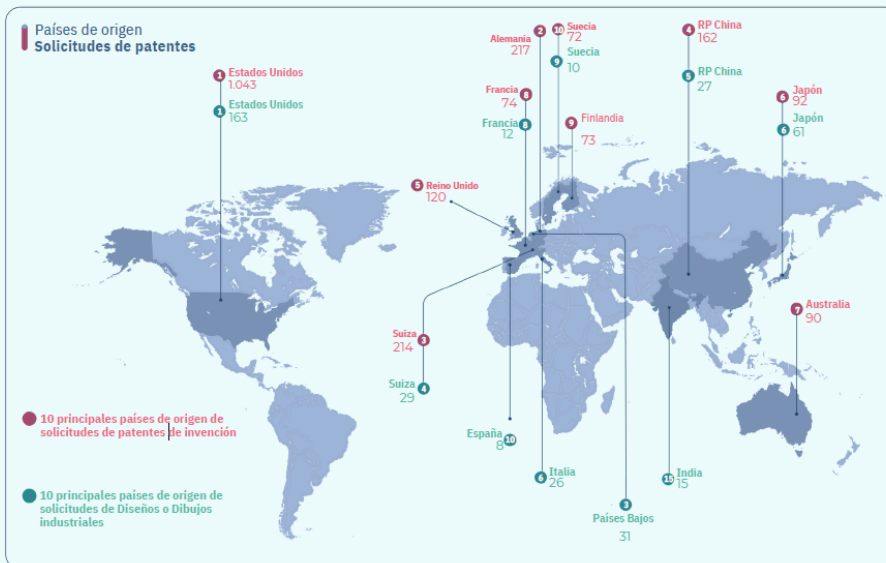 Países de origen
Solicitudes de patentes
1 Estados Unidos
1.043
1 Estados Unidos
163
2
Alemania
217
10 Suecia
72
9
Suecia
10
4 RP China
162
5 RP China
27
Francia 8
74
Francia 8
12
9 Finlandia
73
6 Japón
92
6 Japón
61
5 Reino Unido
120
7 Australia
90
Suiza 3
214
Suiza
29 4
España
8 10
6 Italia
26
3
Países Bajos
31
15 India
15
10 principales países de origen de
solicitudes de patentes de invención
10 principales países de origen de
solicitudes de Diseños o Dibujos
industriales